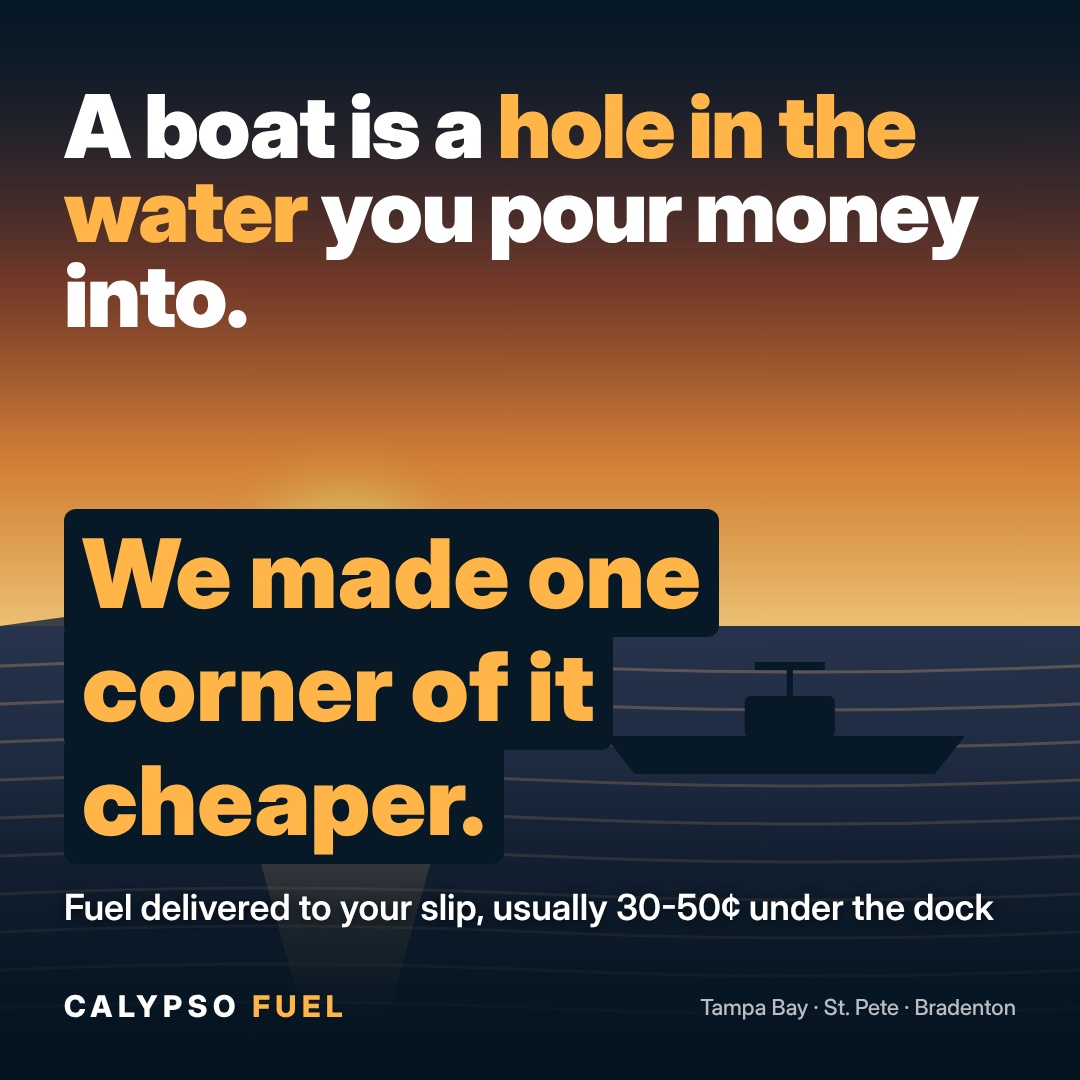 A boat is a hole in the
water you pour money
into.
We made one
corner of it
cheaper.
Fuel delivered to your slip, usually 30-50¢ under the dock
CALYPSO FUEL
Tampa Bay · St. Pete · Bradenton